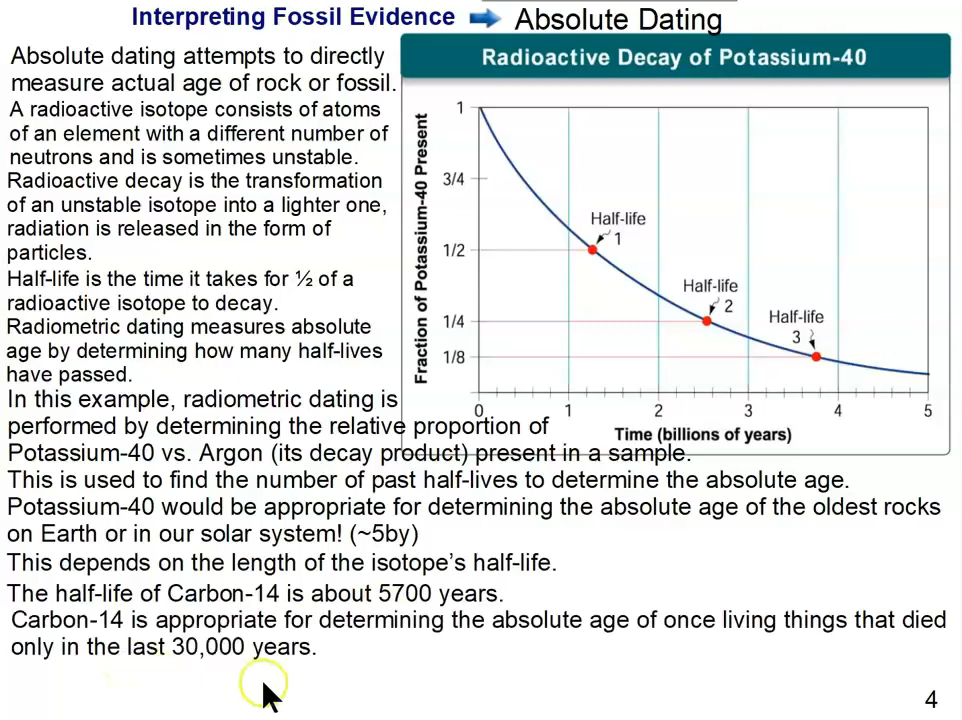 Interpreting Fossil Evidence Absolute Dating
Absolute dating attempts to directly
measure actual age of rock or fossil.
A radioactive isotope consists of atoms
of an element with a different number of
neutrons and is sometimes unstable.
Radioactive decay is the transformation
of an unstable isotope into a lighter one,
radiation is released in the form of
particles.
Half-life is the time it takes for ½ of a
radioactive isotope to decay.
Radiometric dating measures absolute
age by determining how many half-lives
have passed.
In this example, radiometric dating is
performed by determining the relative proportion of
Potassium-40 vs. Argon (its decay product) present in a sample.
This is used to find the number of past half-lives to determine the absolute age.
Potassium-40 would be appropriate for determining the absolute age of the oldest rocks
on Earth or in our solar system! (~5by)
This depends on the length of the isotope's half-life.
The half-life of Carbon-14 is about 5700 years.
Carbon-14 is appropriate for determining the absolute age of once living things that died
only in the last 30,000 years.
Radioactive Decay of Potassium-40
Fraction of Potassium-40 Present
1
3/4
1/2
1/4
1/8
Half-life
1
Half-life
2
Half-life
3
0 1 2 3 4 5
Time (billions of years)
4